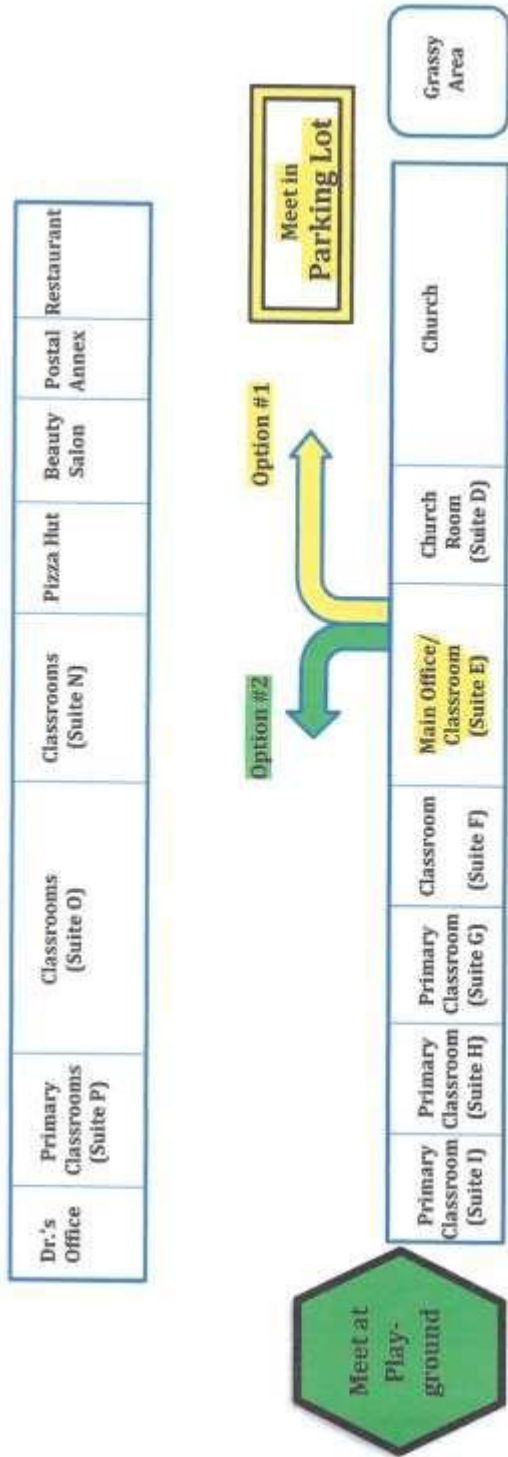 Dr.'s
Office
Primary
Classrooms
(Suite P)
Classrooms
(Suite O)
Classrooms
(Suite N)
Pizza Hut
Beauty
Salon
Postal
Annex
Restaurant
Option #2
Option #1
Meet in
Parking Lot
Meet at
Play-
ground
Primary
Classroom
(Suite I)
Primary
Classroom
(Suite H)
Primary
Classroom
(Suite G)
Classroom
(Suite F)
Main Office/
Classroom
(Suite E)
Church
Room
(Suite D)
Church
Grassy
Area